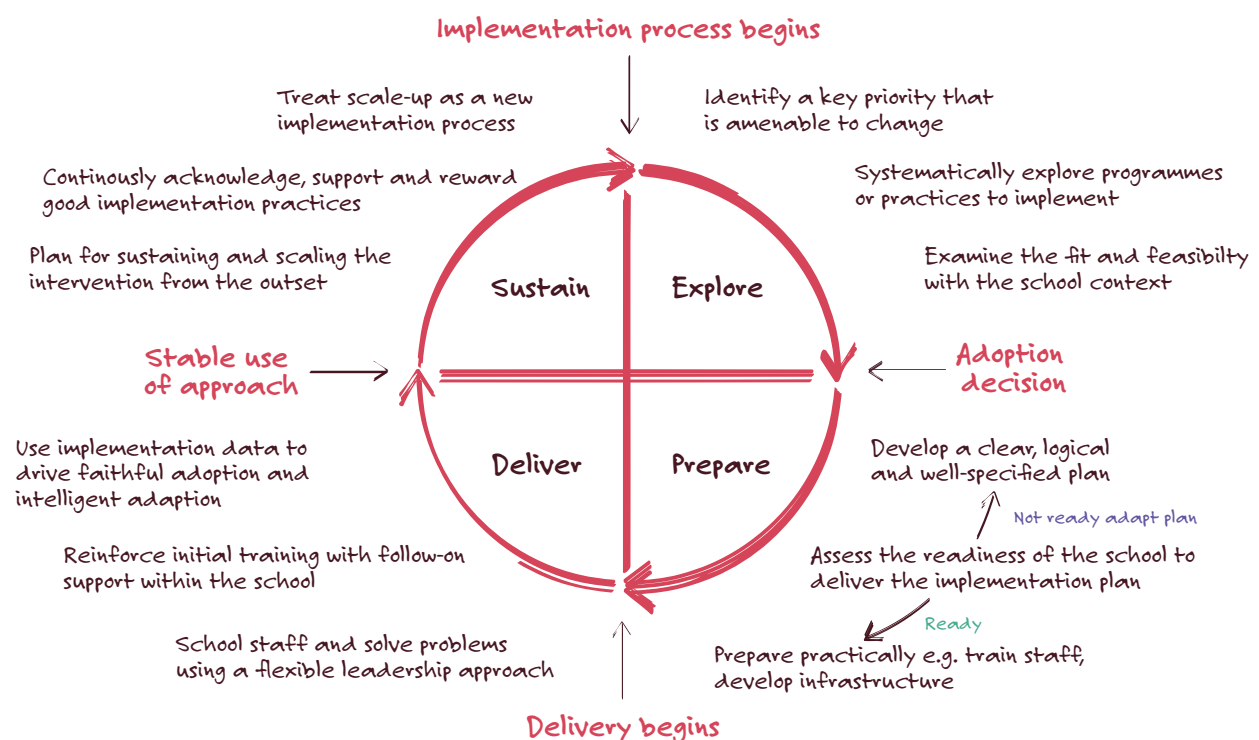 Implementation process begins
Treat scale-up as a new
implementation process
Identify a key priority that
is amenable to change
Continously acknowledge, support and reward
good implementation practices
Systematically explore programmes
or practices to implement
Plan for sustaining and scaling the
intervention from the outset
Examine the fit and feasibilty
with the school context
Sustain
Explore
Stable use
of approach
Adoption
decision
Deliver
Prepare
Use implementation data to
drive faithful adoption and
intelligent adaption
Develop a clear, logical
and well-specified plan
Not ready adapt plan
Reinforce initial training with follow-on
support within the school
Assess the readiness of the school to
deliver the implementation plan
Ready
School staff and solve problems
using a flexible leadership approach
Prepare practically e.g. train staff,
develop infrastructure
Delivery begins